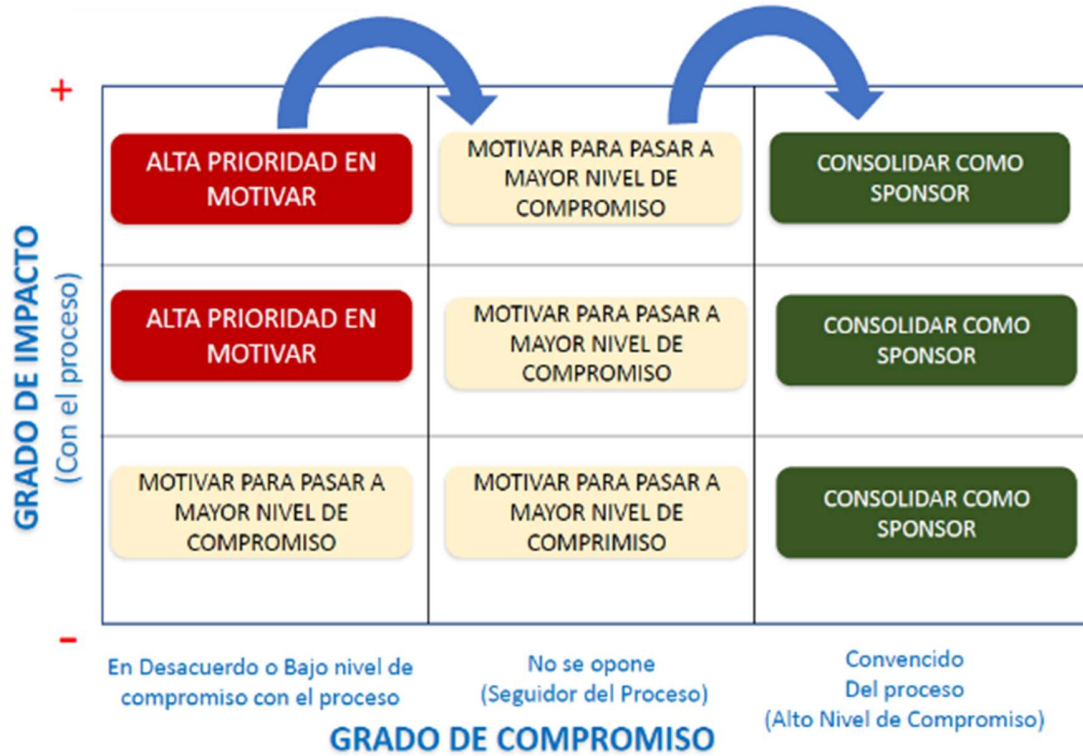 +
ALTA PRIORIDAD EN
MOTIVAR
MOTIVAR PARA PASAR A
MAYOR NIVEL DE
COMPROMISO
CONSOLIDAR COMO
SPONSOR
ALTA PRIORIDAD EN
MOTIVAR
MOTIVAR PARA PASAR A
MAYOR NIVEL DE
COMPROMISO
CONSOLIDAR COMO
SPONSOR
MOTIVAR PARA PASAR A
MAYOR NIVEL DE
COMPROMISO
MOTIVAR PARA PASAR A
MAYOR NIVEL DE
COMPRIMISO
CONSOLIDAR COMO
SPONSOR
GRADO DE IMPACTO
(Con el proceso)
-
En Desacuerdo o Bajo nivel de
compromiso con el proceso
No se opone
(Seguidor del Proceso)
Convencido
Del proceso
(Alto Nivel de Compromiso)
GRADO DE COMPROMISO